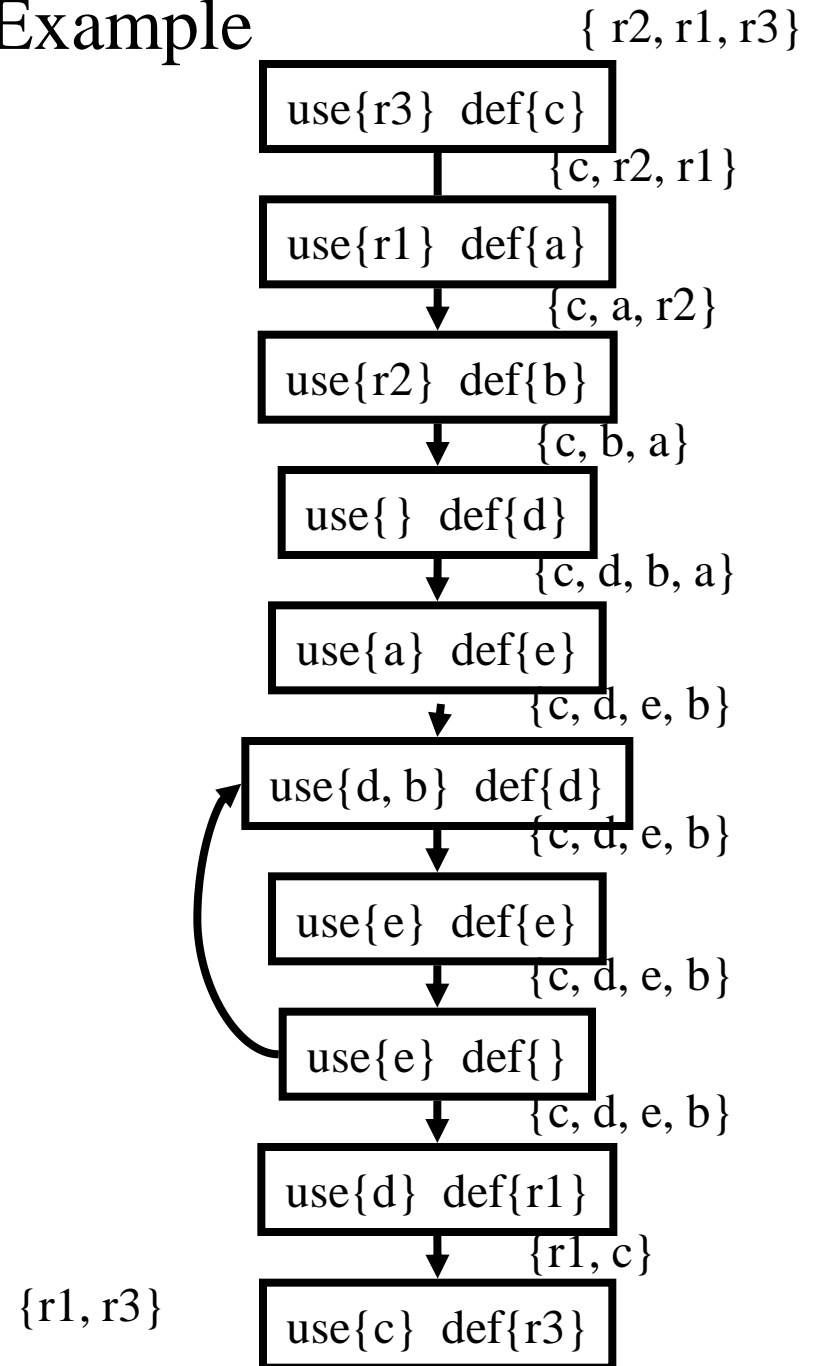 Example
{ r2, r1, r3}
use{r3} def{c}
{c, r2, r1}
use{r1} def{a}
{c, a, r2}
use{r2} def{b}
{c, b, a}
use{} def{d}
{c, d, b, a}
use{a} def{e}
{c, d, e, b}
use{d, b} def{d}
{c, d, e, b}
use{e} def{e}
{c, d, e, b}
use{e} def{}
{c, d, e, b}
use{d} def{r1}
{r1, c}
{r1, r3}
use{c} def{r3}